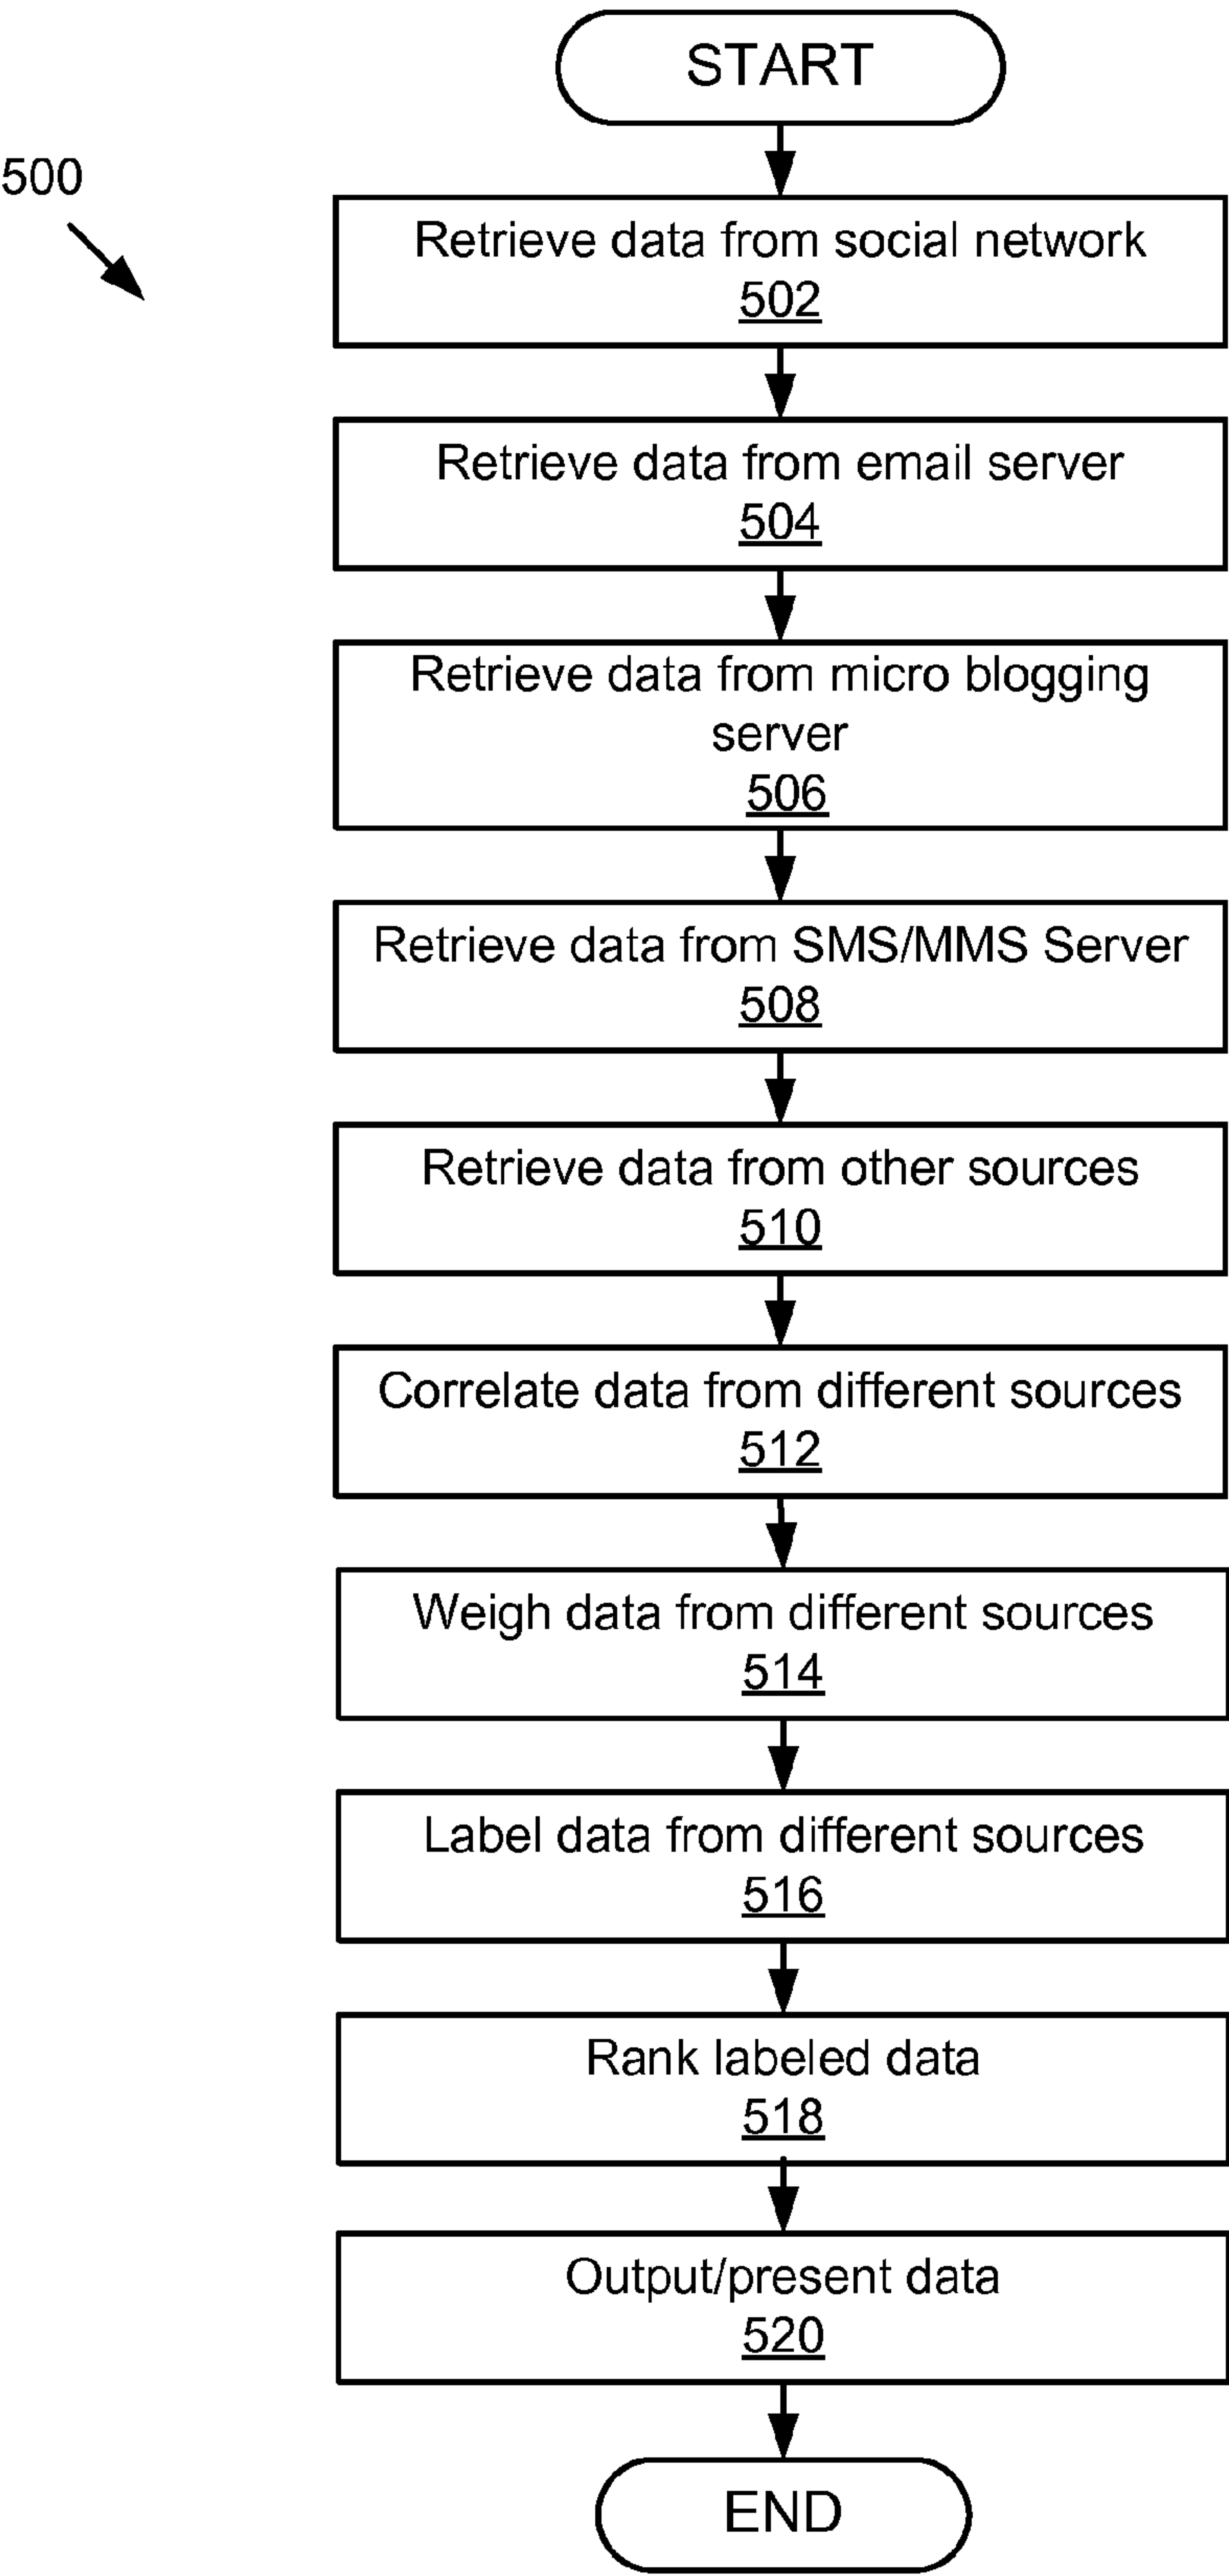 START
500
Retrieve data from social network
502
Retrieve data from email server
504
Retrieve data from micro blogging
server
506
Retrieve data from SMS/MMS Server
508
Retrieve data from other sources
510
Correlate data from different sources
512
Weigh data from different sources
514
Label data from different sources
516
Rank labeled data
518
Output/present data
520
END